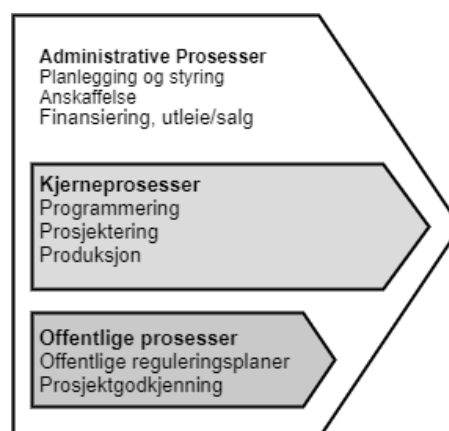 Administrative Prosesser
Planlegging og styring
Anskaffelse
Finansiering, utleie/salg
Kjerneprosesser
Programmering
Prosjektering
Produksjon
Offentlige prosesser
Offentlige reguleringsplaner
Prosjektgodkjenning